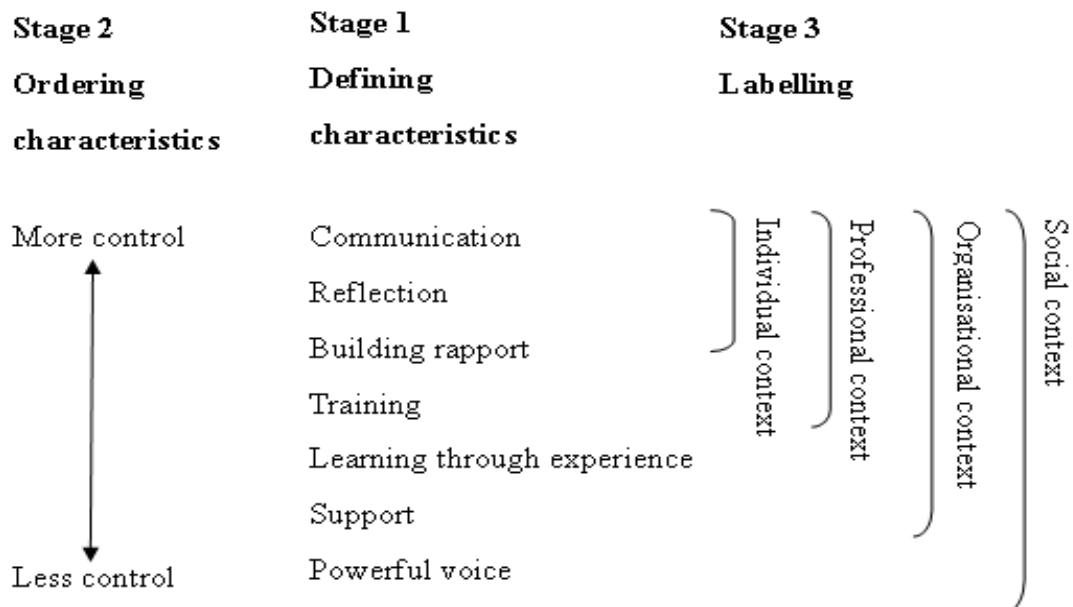 Stage 2
Ordering
characteristics
Stage 1
Defining
characteristics
Stage 3
Labelling
More control
Less control
Communication
Reflection
Building rapport
Training
Learning through experience
Support
Powerful voice
Individual context
Professional context
Organisational context
Social context